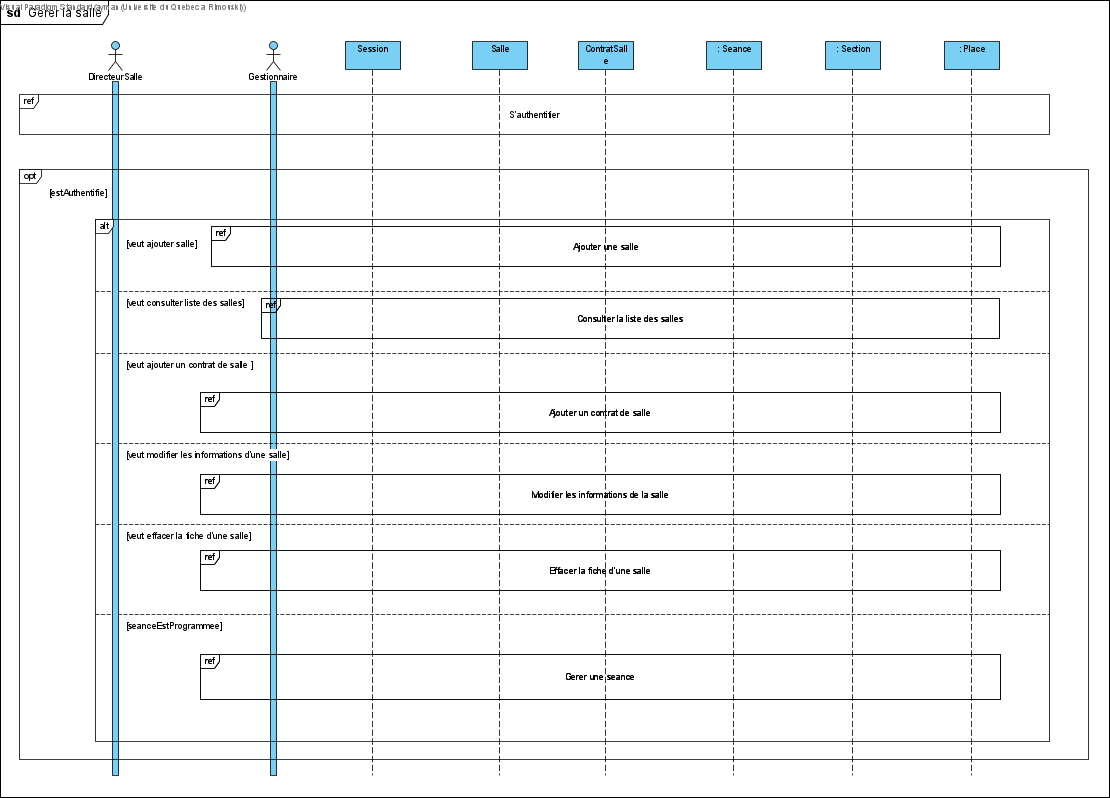 Visual Paradigm Standard(ayman(Universite du Quebec a Rimouski))
sd Gerer la salle
DirecteurSalle
Gestionnaire
Session
Salle
ContratSall
e
: Seance
: Section
: Place
ref
S'authentifier
opt
[estAuthentifie]
alt
[veut ajouter salle]
ref
Ajouter une salle
[veut consulter liste des salles]
ref
Consulter la liste des salles
[veut ajouter un contrat de salle ]
ref
Ajouter un contrat de salle
[veut modifier les informations d'une salle]
ref
Modifier les informations de la salle
[veut effacer la fiche d'une salle]
ref
Effacer la fiche d'une salle
[seanceEstProgrammee]
ref
Gerer une seance